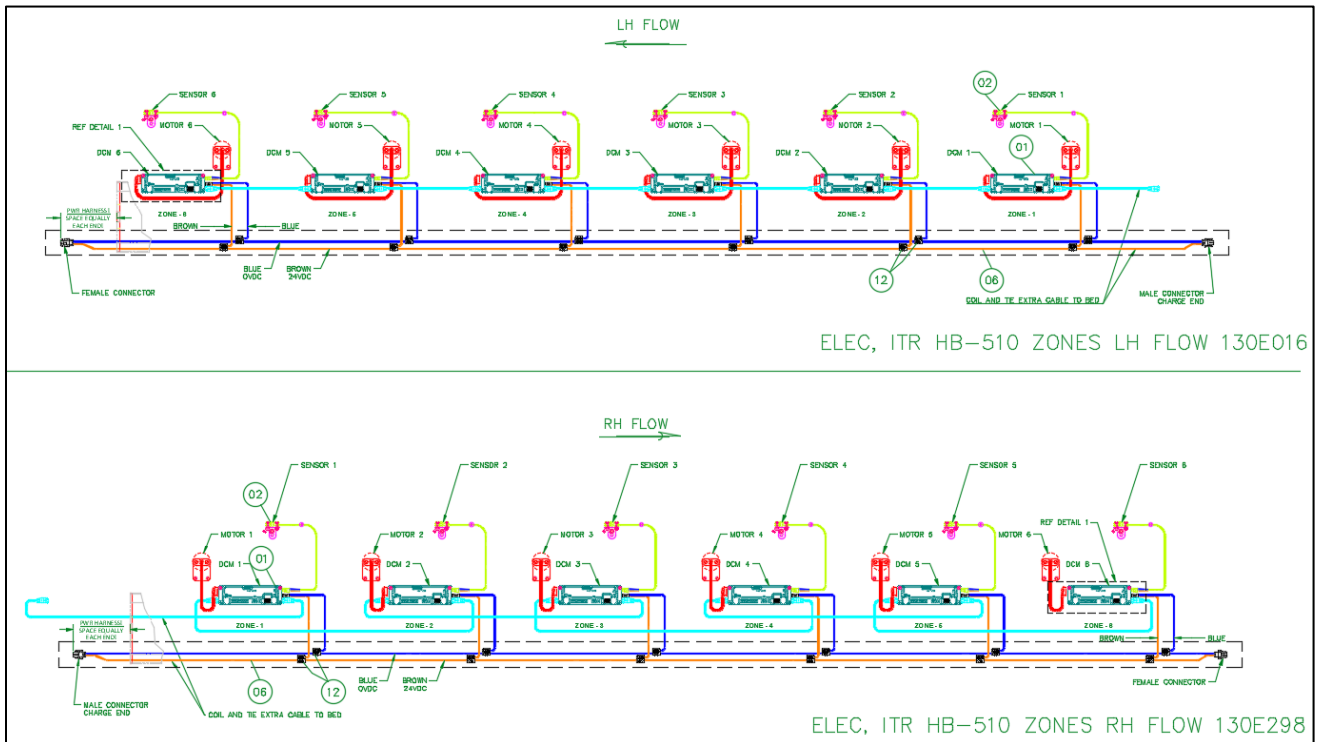 LH FLOW
SENSOR 6
SENSOR 5
SENSOR 4
SENSOR 3
SENSOR 2
02
SENSOR 1
REF DETAIL 1
MOTOR 6
MOTOR 5
MOTOR 4
MOTOR 3
MOTOR 2
MOTOR 1
DCM 6
DCM 5
DCM 4
DCM 3
DCM 2
DCM 1
01
PWR HARNESS1
SPACE EQUALLY
EACH ENDS
ZONE-6
ZONE-5
ZONE-4
ZONE-3
ZONE-2
ZONE-1
BROWN
BLUE
FEMALE CONNECTOR
BLUE
0VDC
BROWN
24VDC
12
06
COIL AND TIE EXTRA CABLE TO BED
MALE CONNECTOR
CHARGE END
ELEC, ITR HB-510 ZONES LH FLOW 130E016
RH FLOW
SENSOR 1
SENSOR 2
SENSOR 3
SENSOR 4
SENSOR 5
SENSOR 6
02
REF DETAIL 1
MOTOR 1
MOTOR 2
MOTOR 3
MOTOR 4
MOTOR 5
MOTOR 6
DCM 1
01
DCM 2
DCM 3
DCM 4
DCM 5
DCM 6
PWR HARNESS1
SPACE EQUALLY
EACH ENDS
ZONE-1
ZONE-2
ZONE-3
ZONE-4
ZONE-5
ZONE-6
BROWN
BLUE
MALE CONNECTOR
CHARGE END
06
12
BLUE
0VDC
BROWN
24VDC
FEMALE CONNECTOR
COIL AND TIE EXTRA CABLE TO BED
ELEC, ITR HB-510 ZONES RH FLOW 130E298